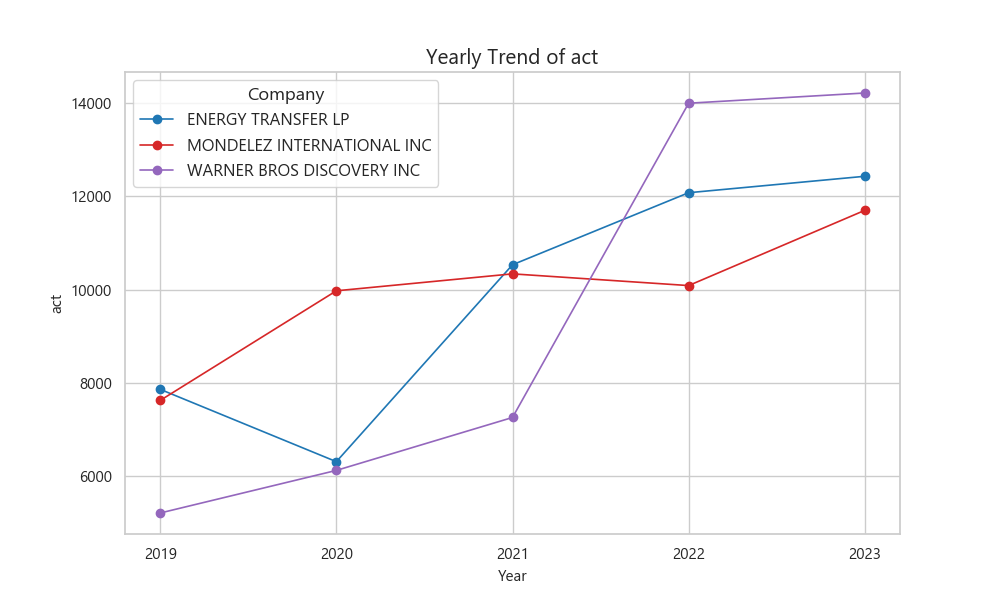 Yearly Trend of act
Company
ENERGY TRANSFER LP
MONDELEZ INTERNATIONAL INC
WARNER BROS DISCOVERY INC
14000
12000
10000
8000
6000
act
2019 2020 2021 2022 2023
Year